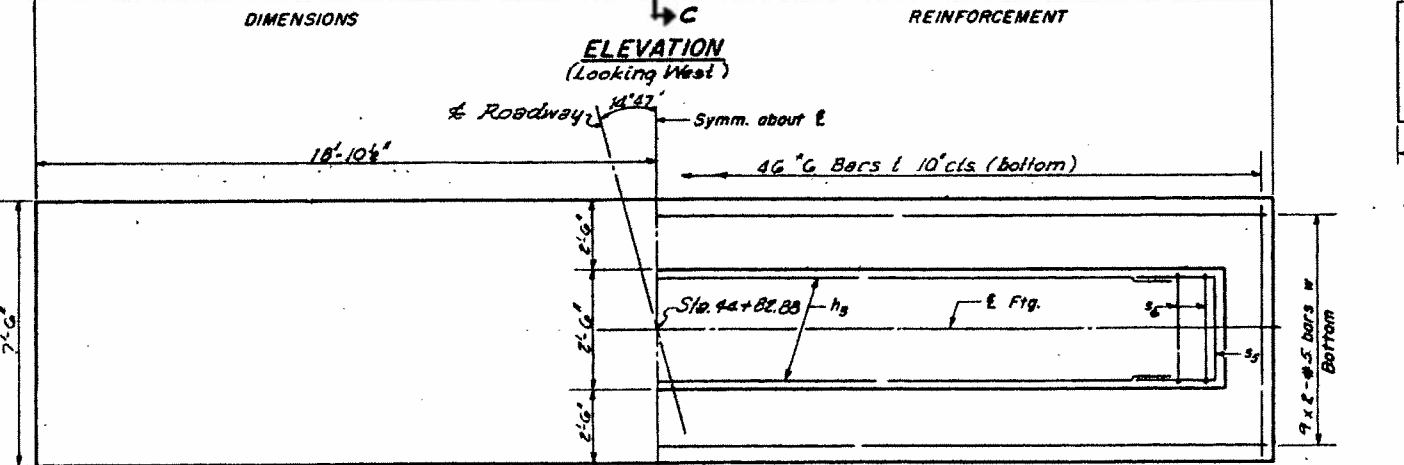 DIMENSIONS
C
REINFORCEMENT
ELEVATION
(Looking West)
14°47'
℄ Roadway
Symm. about ℄
18'-10½"
46 #6 Bars t 10" cts. (bottom)
2'-6"
7'-6"
2'-6"
Sta. 44+82.88
h5
℄ Ftg.
s6
s5
9 x 2 - #5 bars w
Bottom
2'-6"